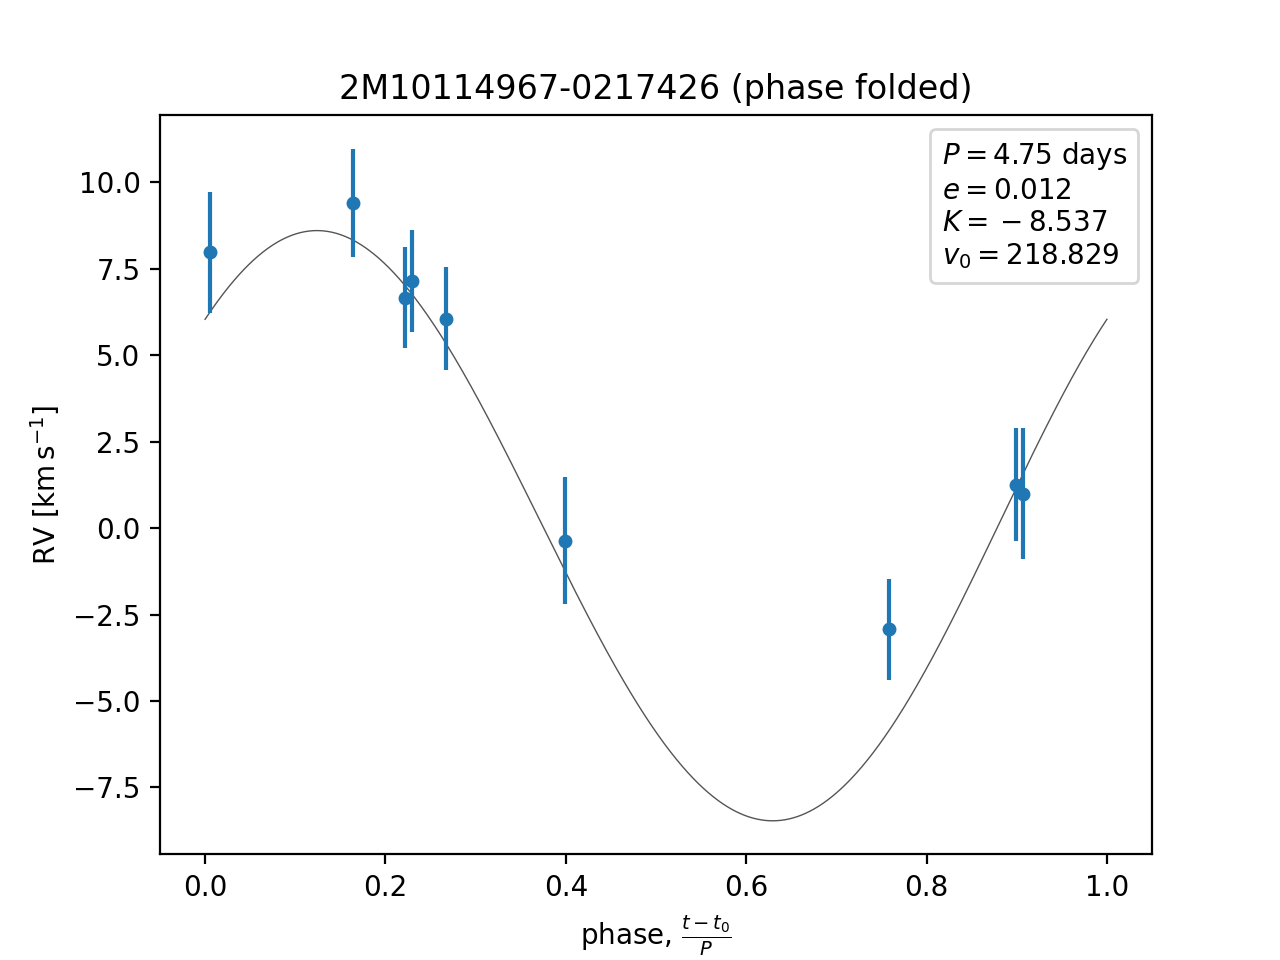 2M10114967-0217426 (phase folded)
P = 4.75 days
e = 0.012
K = −8.537
v₀ = 218.829
RV [km s⁻¹]
10.0
7.5
5.0
2.5
0.0
−2.5
−5.0
−7.5
0.0 0.2 0.4 0.6 0.8 1.0
phase, (t − t₀)/P